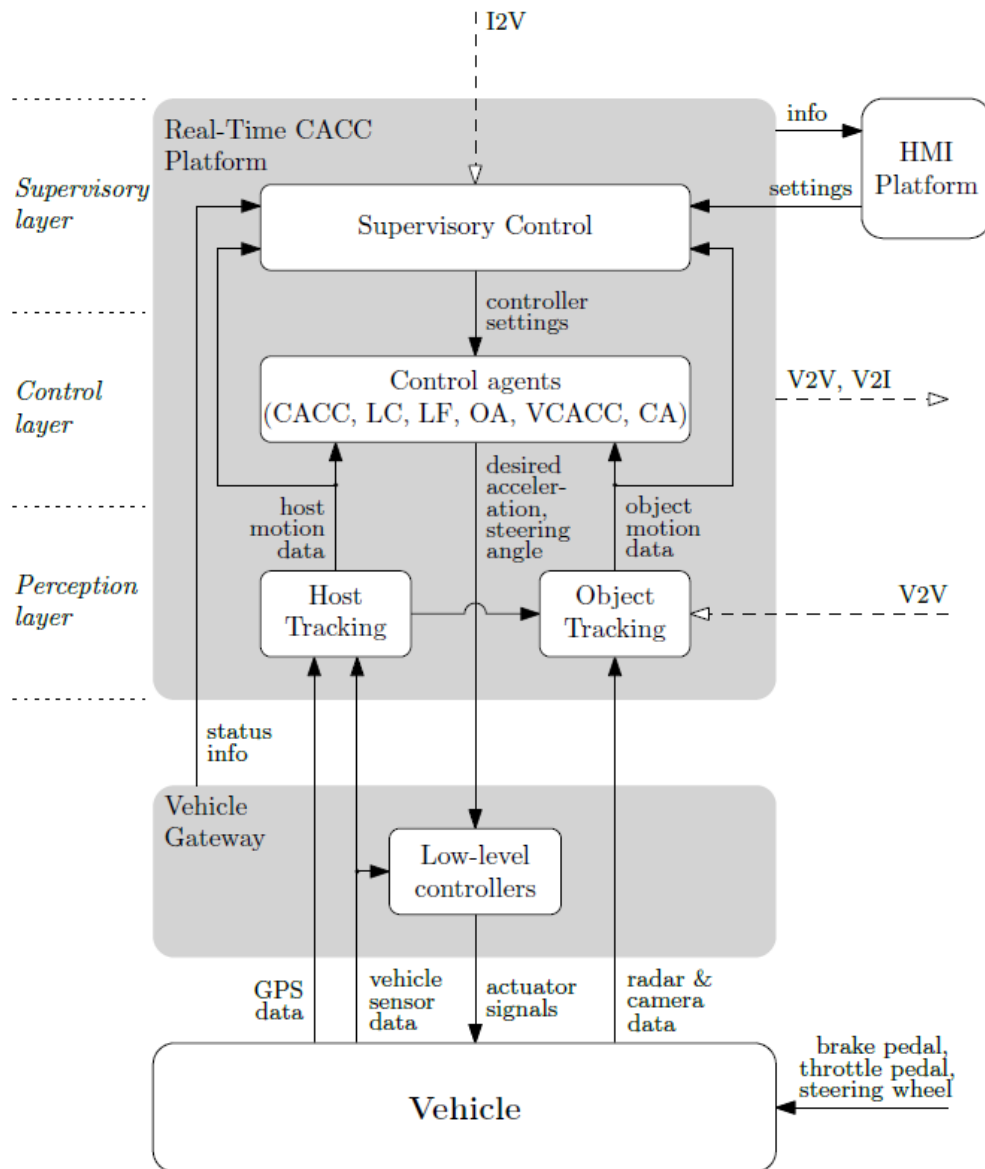 I2V
Real-Time CACC
Platform
info
HMI
Platform
settings
Supervisory
layer
Supervisory Control
controller
settings
Control
layer
Control agents
(CACC, LC, LF, OA, VCACC, CA)
V2V, V2I
host
motion
data
desired
acceler-
ation,
steering
angle
object
motion
data
Perception
layer
Host
Tracking
Object
Tracking
V2V
status
info
Vehicle
Gateway
Low-level
controllers
GPS
data
vehicle
sensor
data
actuator
signals
radar &
camera
data
brake pedal,
throttle pedal,
steering wheel
Vehicle